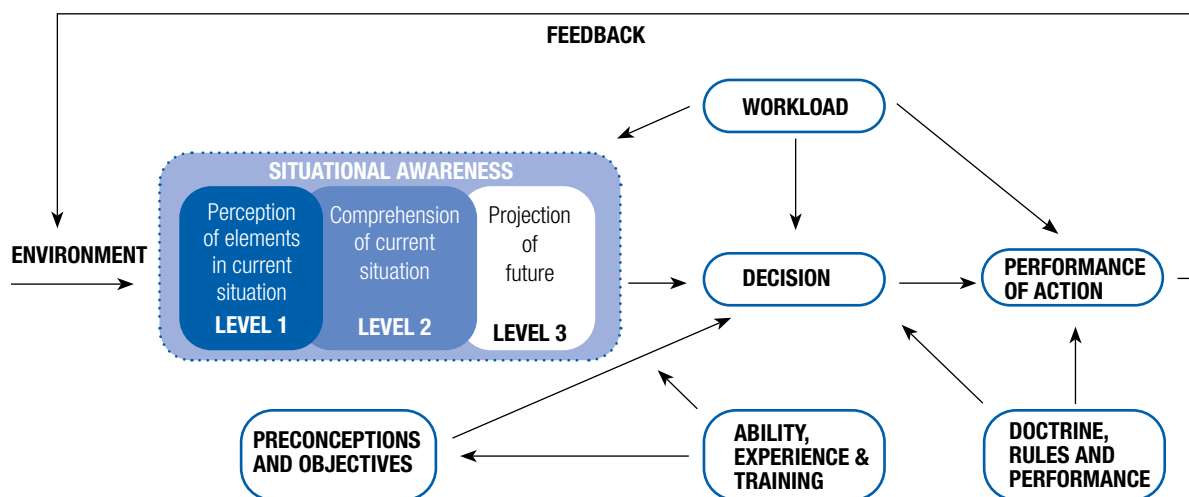 FEEDBACK
WORKLOAD
SITUATIONAL AWARENESS
Perception
of elements
in current
situation
LEVEL 1
Comprehension
of current
situation
LEVEL 2
Projection
of
future
LEVEL 3
ENVIRONMENT
DECISION
PERFORMANCE
OF ACTION
PRECONCEPTIONS
AND OBJECTIVES
ABILITY,
EXPERIENCE &
TRAINING
DOCTRINE,
RULES AND
PERFORMANCE